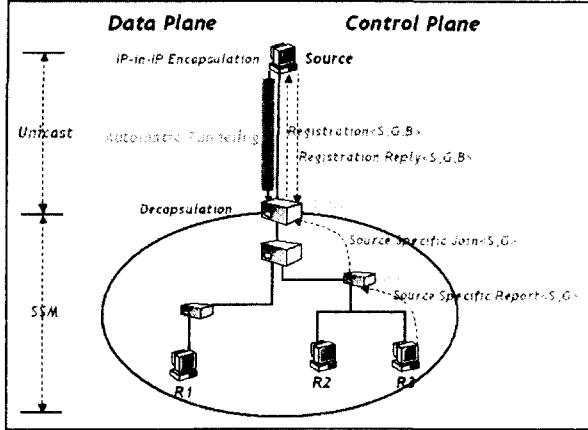 Data Plane
Control Plane
IP-in-IP Encapsulation
Source
Unicast
Automatic Tunneling
Registration<S,G,B>
Registration Reply<S,G,B>
Decapsulation
Source Specific Join<S,G>
SSM
Source Specific Report<S,G>
R1
R2
R3